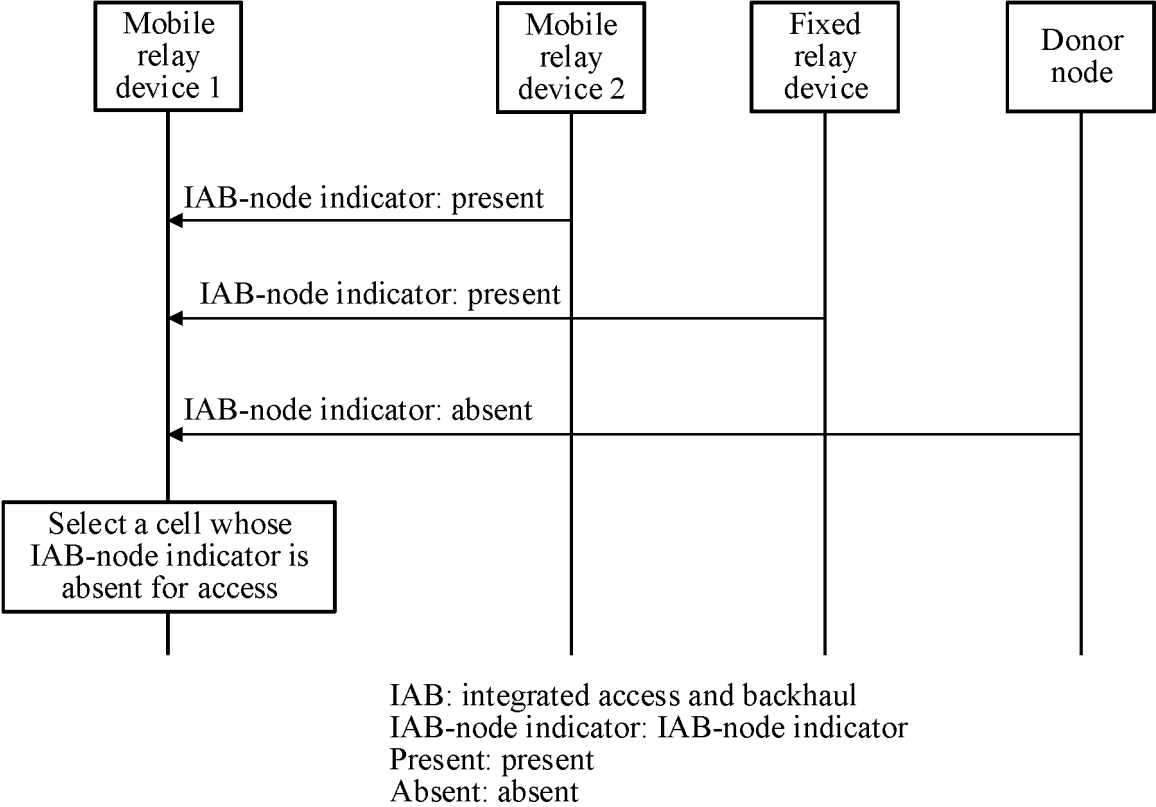 Mobile
relay
device 1
Mobile
relay
device 2
Fixed
relay
device
Donor
node
IAB-node indicator: present
IAB-node indicator: present
IAB-node indicator: absent
Select a cell whose
IAB-node indicator is
absent for access
IAB: integrated access and backhaul
IAB-node indicator: IAB-node indicator
Present: present
Absent: absent